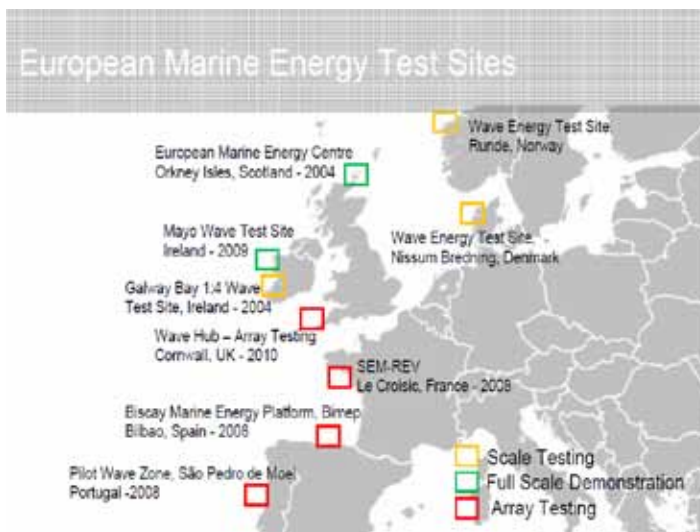 European Marine Energy Test Sites
Wave Energy Test Site,
Runde, Norway
European Marine Energy Centre
Orkney Isles, Scotland - 2004
Mayo Wave Test Site
Ireland - 2009
Wave Energy Test Site,
Nissum Bredning, Denmark
Galway Bay 1:4 Wave
Test Site, Ireland - 2004
Wave Hub – Array Testing
Cornwall, UK - 2010
SEM-REV
Le Croisic, France - 2008
Biscay Marine Energy Platform, Bimep
Bilbao, Spain - 2008
Pilot Wave Zone, São Pedro de Moel
Portugal -2008
Scale Testing
Full Scale Demonstration
Array Testing